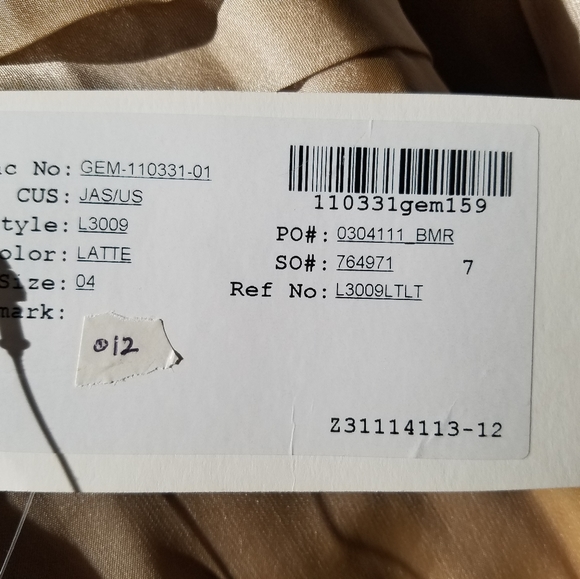 c No: GEM-110331-01
CUS: JAS/US
tyle: L3009
olor: LATTE
Size: 04
mark:
012
110331gem159
PO#: 0304111_BMR
SO#: 764971 7
Ref No: L3009LTLT
Z31114113-12